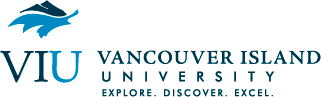 VIU
VANCOUVER ISLAND
UNIVERSITY
EXPLORE. DISCOVER. EXCEL.